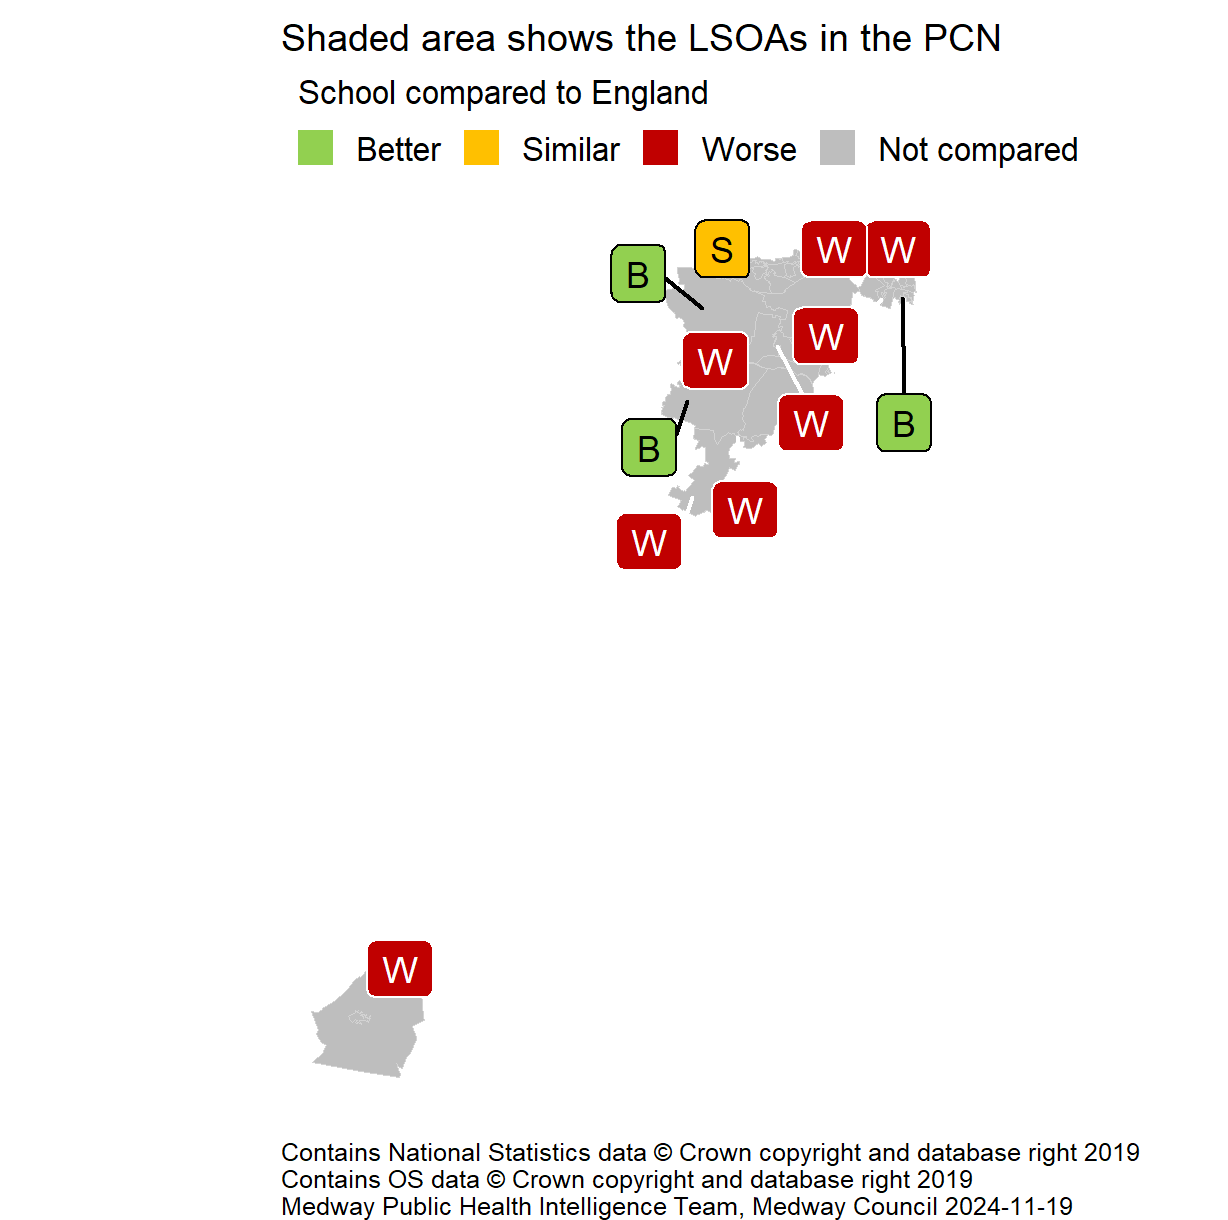 Shaded area shows the LSOAs in the PCN
School compared to England
Better Similar Worse Not compared
S W W
B
W
W
W B
B
W
W
W
Contains National Statistics data © Crown copyright and database right 2019
Contains OS data © Crown copyright and database right 2019
Medway Public Health Intelligence Team, Medway Council 2024-11-19